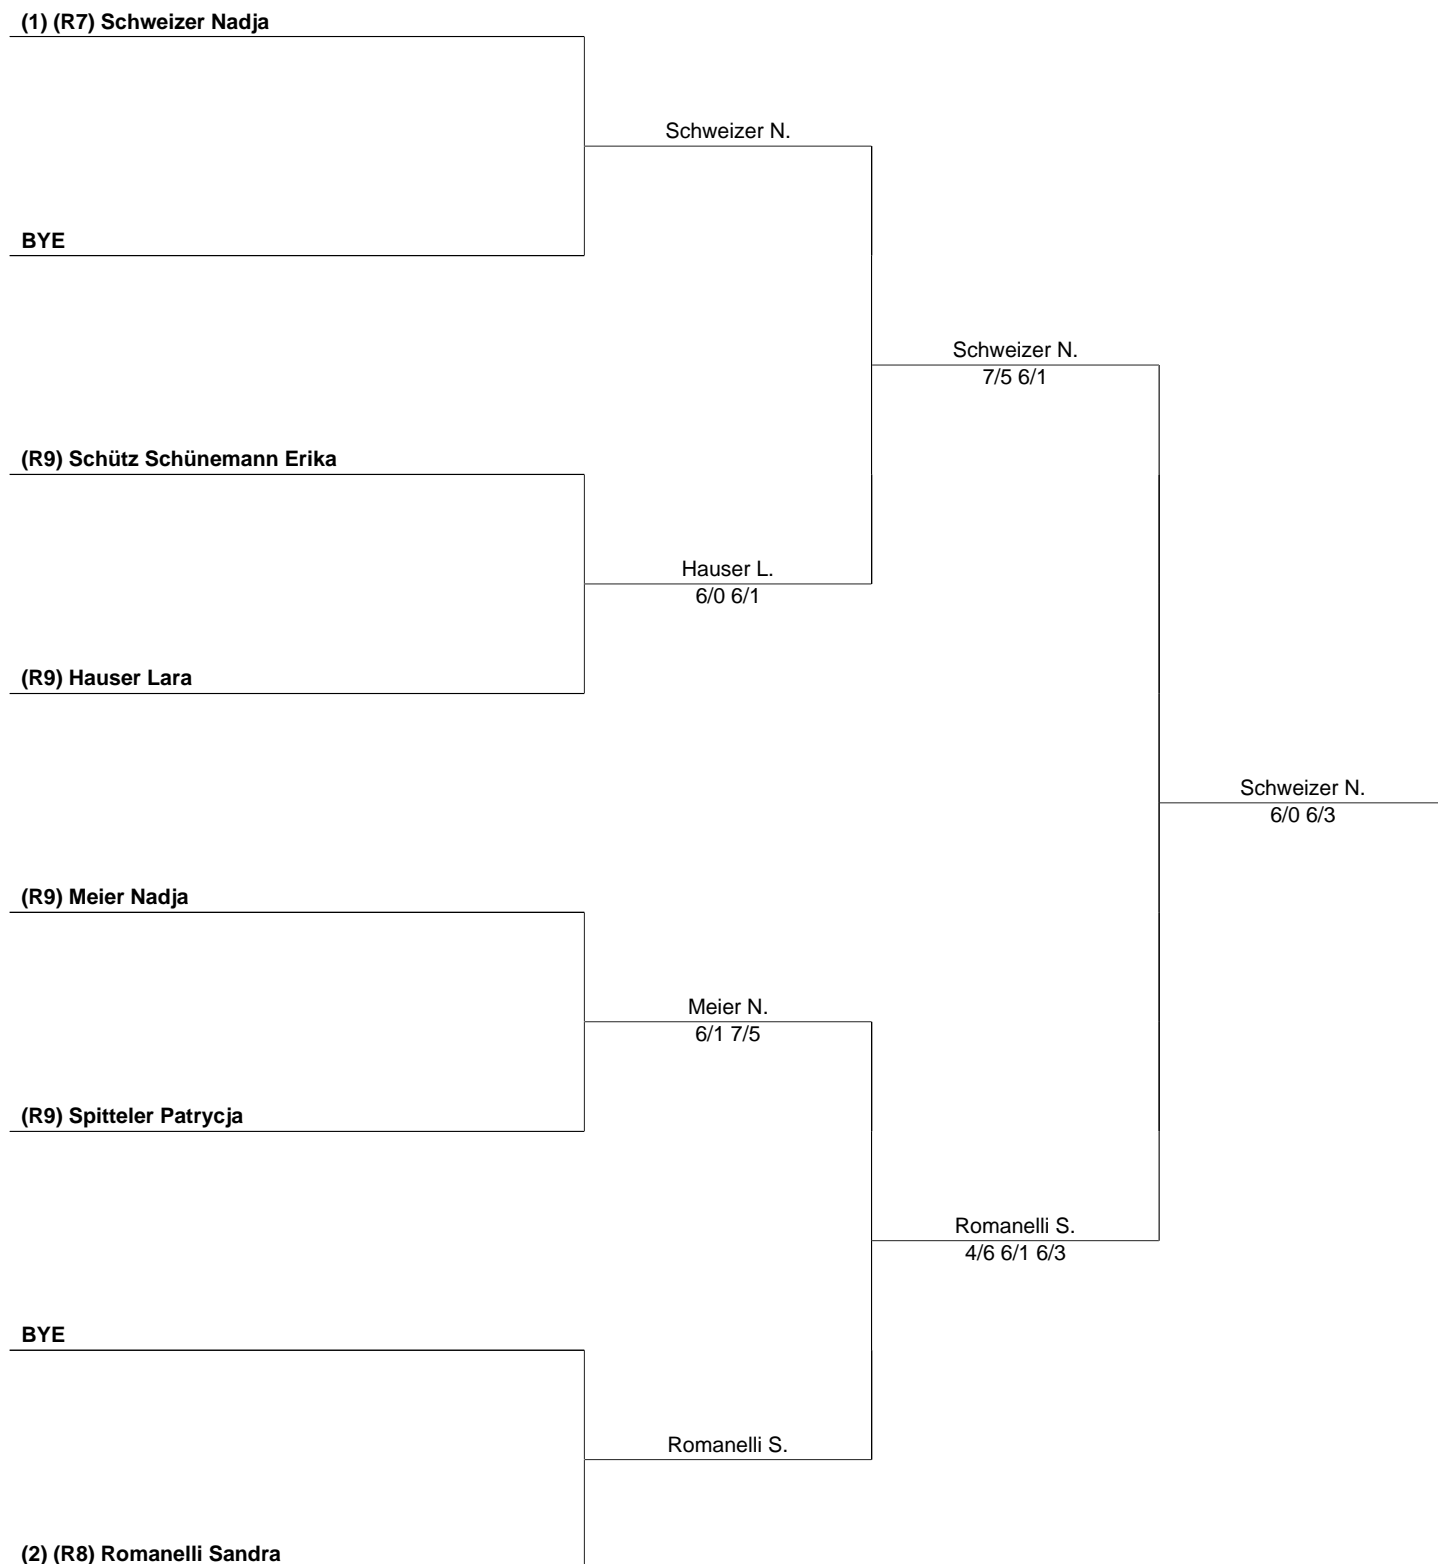 (1) (R7) Schweizer Nadja
Schweizer N.
BYE
Schweizer N.
7/5 6/1
(R9) Schütz Schünemann Erika
Hauser L.
6/0 6/1
(R9) Hauser Lara
Schweizer N.
6/0 6/3
(R9) Meier Nadja
Meier N.
6/1 7/5
(R9) Spitteler Patrycja
Romanelli S.
4/6 6/1 6/3
BYE
Romanelli S.
(2) (R8) Romanelli Sandra